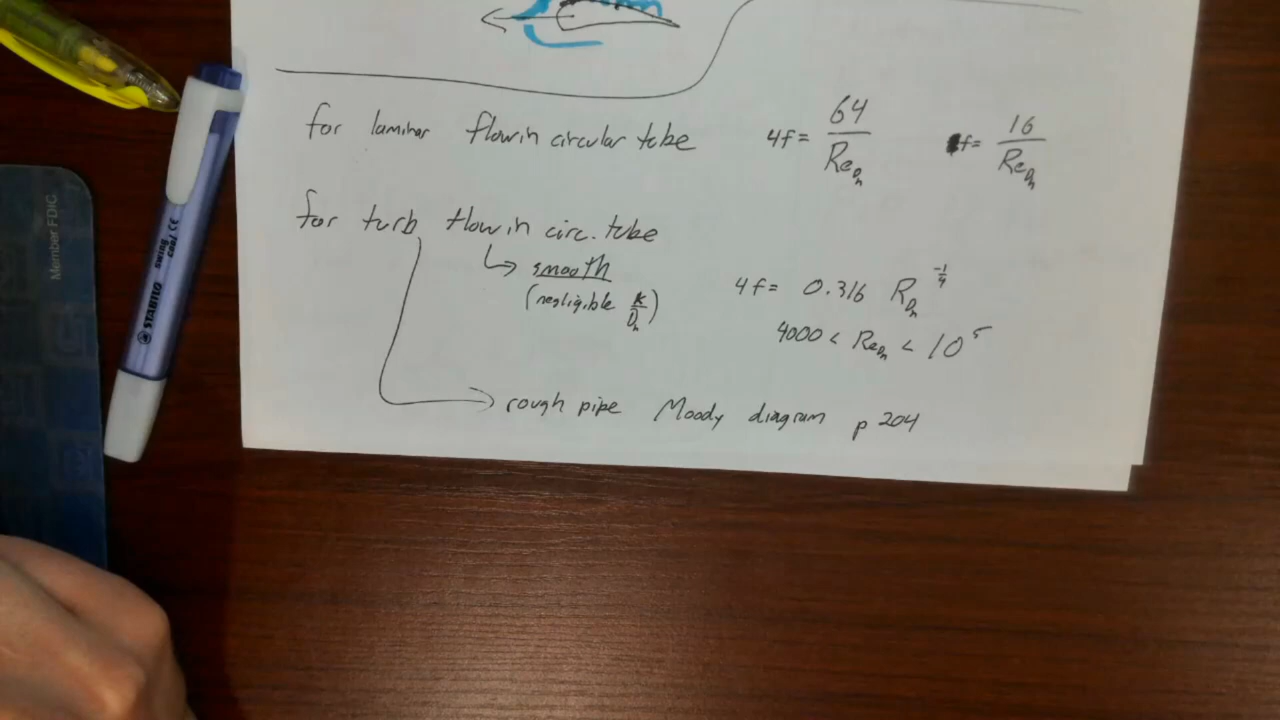 for laminar flow in circular tube 4f = 64/Re_Dh f = 16/Re_Dh
for turb flow in circ. tube
↳ smooth
(negligible k/Dh)
4f = 0.316 R_Dh^-1/4
4000 < Re_Dh < 10^5
→ rough pipe Moody diagram p 204
Member FDIC
STABILO swing cool CE